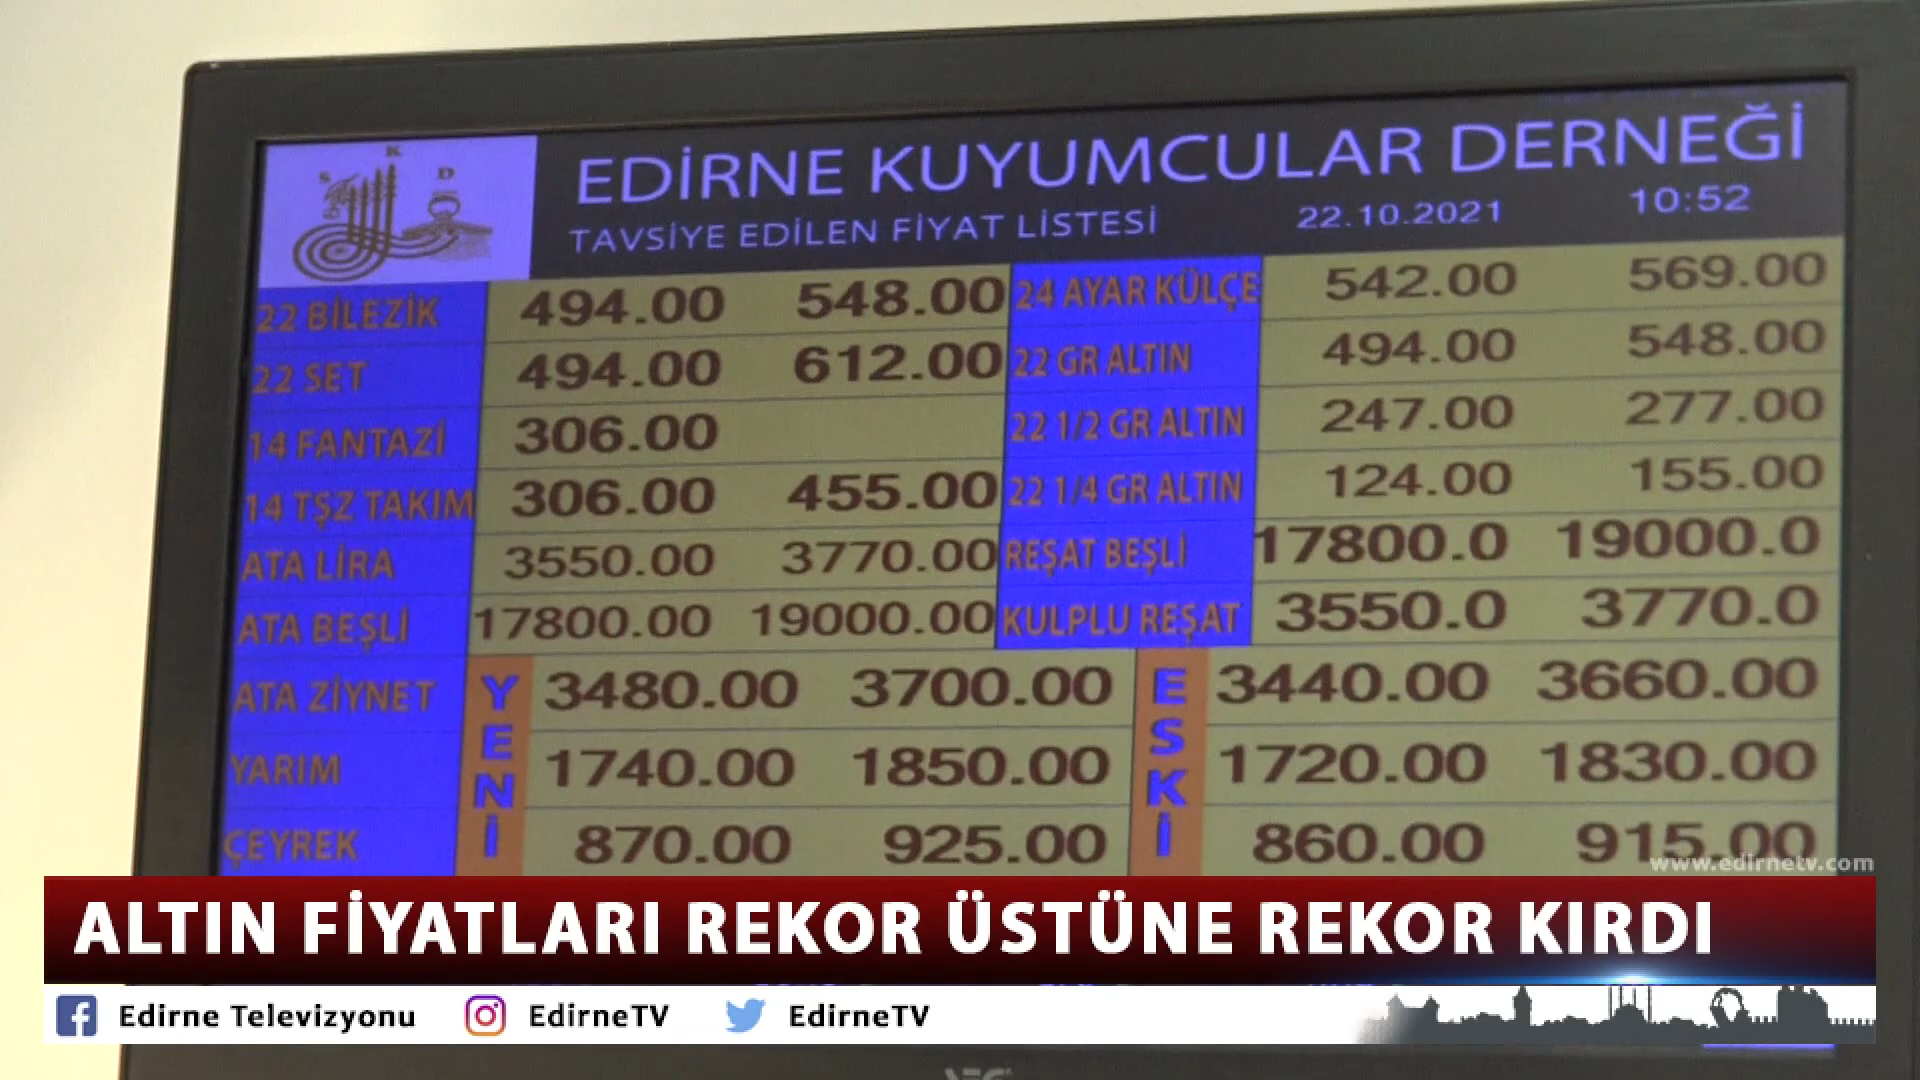 S K D
EDİRNE KUYUMCULAR DERNEĞİ
TAVSİYE EDİLEN FİYAT LİSTESİ 22.10.2021 10:52
22 BİLEZİK 494.00 548.00 24 AYAR KÜLÇE 542.00 569.00
22 SET 494.00 612.00 22 GR ALTIN 494.00 548.00
14 FANTAZİ 306.00 22 1/2 GR ALTIN 247.00 277.00
14 TŞZ TAKIM 306.00 455.00 22 1/4 GR ALTIN 124.00 155.00
ATA LİRA 3550.00 3770.00 REŞAT BEŞLİ 17800.0 19000.0
ATA BEŞLİ 17800.00 19000.00 KULPLU REŞAT 3550.0 3770.0
YENİ ESKİ
ATA ZİYNET 3480.00 3700.00 3440.00 3660.00
YARIM 1740.00 1850.00 1720.00 1830.00
ÇEYREK 870.00 925.00 860.00 915.00
www.edirnetv.com
ALTIN FİYATLARI REKOR ÜSTÜNE REKOR KIRDI
Edirne Televizyonu EdirneTV EdirneTV